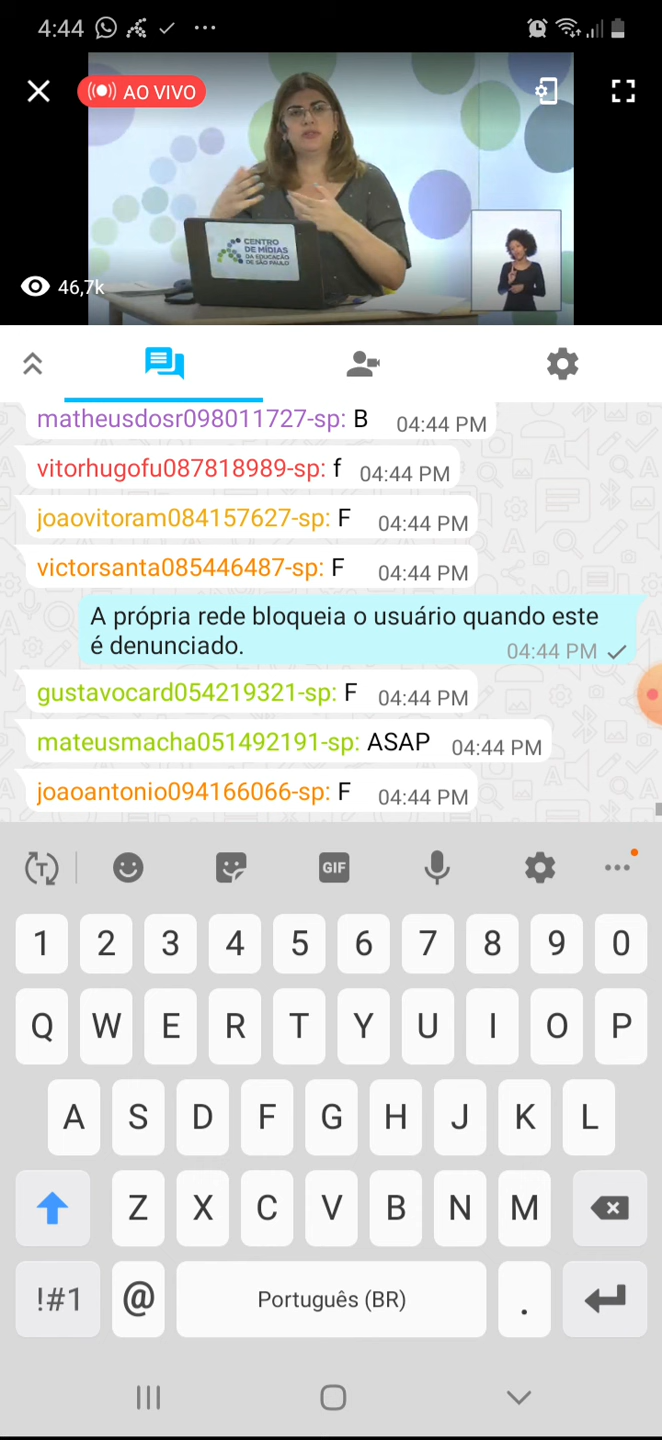 4:44
AO VIVO
CENTRO
DE MÍDIAS
DA EDUCAÇÃO
DE SÃO PAULO
46,7k
matheusdosr098011727-sp: B 04:44 PM
vitorhugofu087818989-sp: f 04:44 PM
joaovitoram084157627-sp: F 04:44 PM
victorsanta085446487-sp: F 04:44 PM
A própria rede bloqueia o usuário quando este
é denunciado. 04:44 PM
gustavocard054219321-sp: F 04:44 PM
mateusmacha051492191-sp: ASAP 04:44 PM
joaoantonio094166066-sp: F 04:44 PM
T GIF
1 2 3 4 5 6 7 8 9 0
Q W E R T Y U I O P
A S D F G H J K L
Z X C V B N M
!#1 @ Português (BR) .